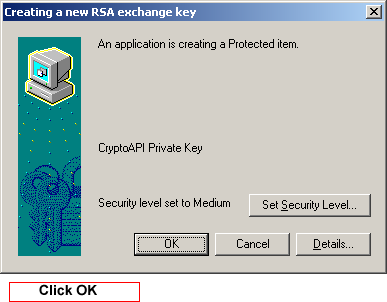 Creating a new RSA exchange key
An application is creating a Protected item.
CryptoAPI Private Key
Security level set to Medium
Set Security Level...
OK
Cancel
Details...
Click OK